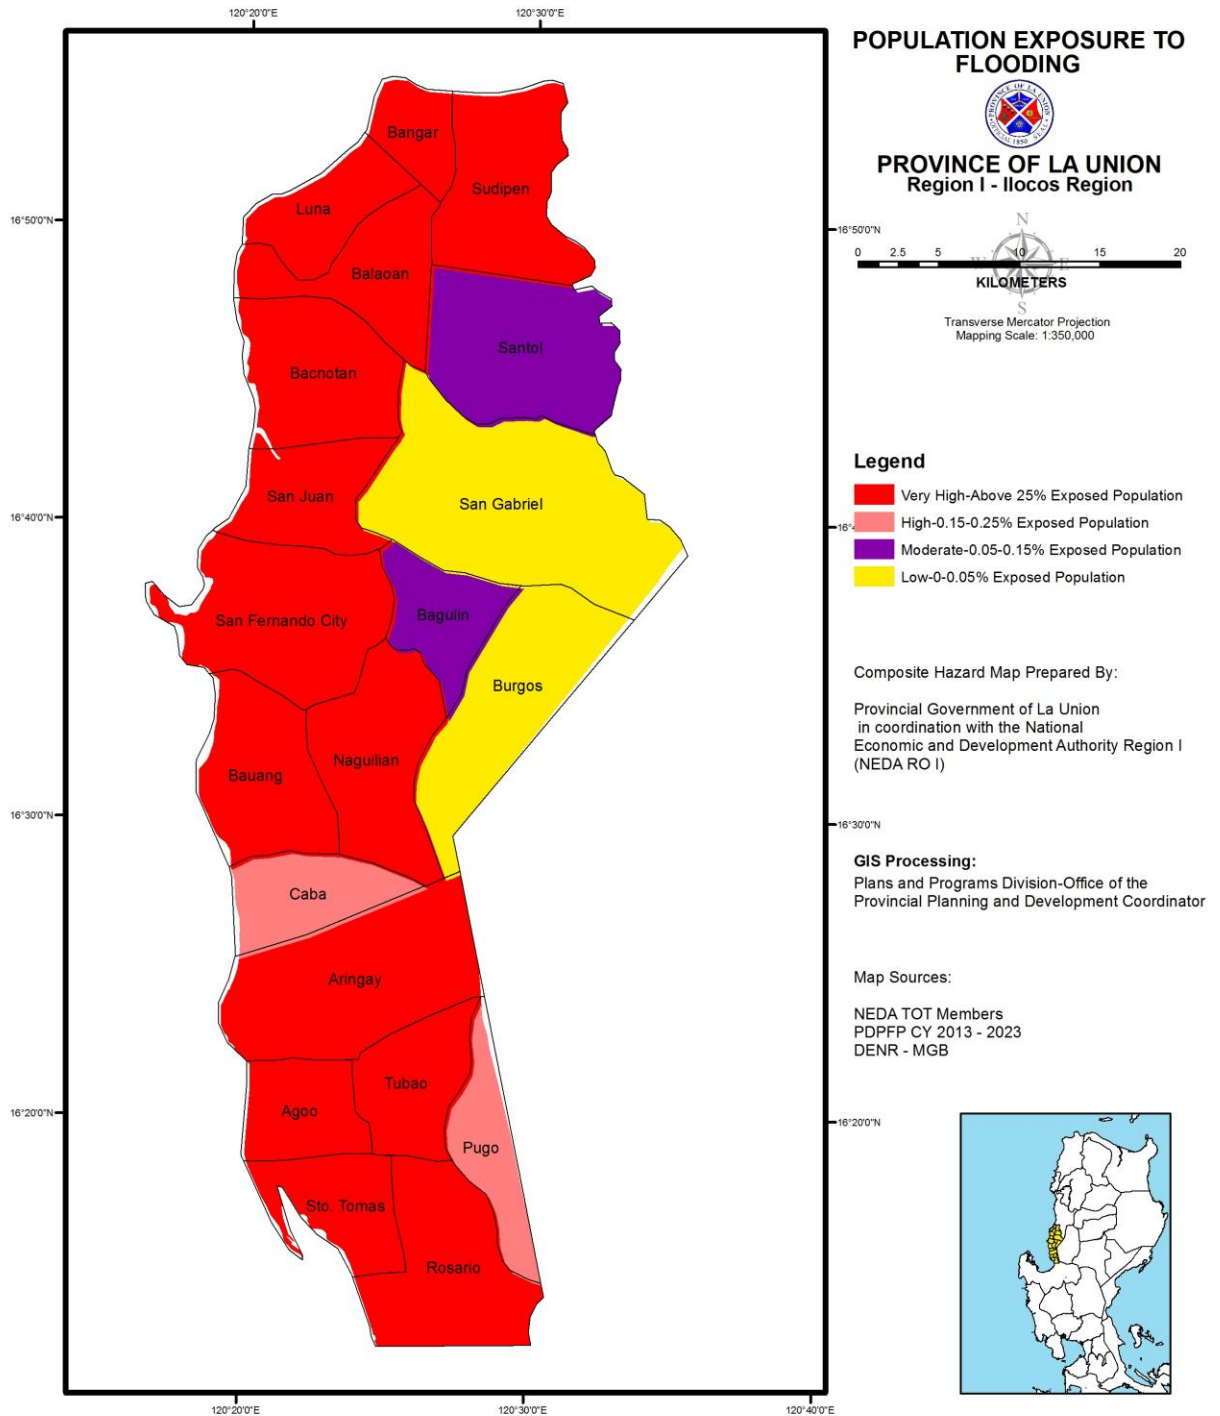 120°20'0"E
120°30'0"E
POPULATION EXPOSURE TO
FLOODING
PROVINCE OF LA UNION
OFFICIAL 1850 SEAL
PROVINCE OF LA UNION
Region I - Ilocos Region
N
W
E
S
0 2.5 5 10 15 20
KILOMETERS
Transverse Mercator Projection
Mapping Scale: 1:350,000
16°50'0"N
16°50'0"N
Bangar
Sudipen
Luna
Balaoan
Santol
Bacnotan
San Juan
San Gabriel
16°40'0"N
San Fernando City
Bagulin
Burgos
Naguilian
Bauang
16°30'0"N
16°30'0"N
Caba
Aringay
Tubao
Agoo
16°20'0"N
16°20'0"N
Pugo
Sto. Tomas
Rosario
120°20'0"E
120°30'0"E
120°40'0"E
Legend
Very High-Above 25% Exposed Population
High-0.15-0.25% Exposed Population
Moderate-0.05-0.15% Exposed Population
Low-0-0.05% Exposed Population
Composite Hazard Map Prepared By:
Provincial Government of La Union
in coordination with the National
Economic and Development Authority Region I
(NEDA RO I)
GIS Processing:
Plans and Programs Division-Office of the
Provincial Planning and Development Coordinator
Map Sources:
NEDA TOT Members
PDPFP CY 2013 - 2023
DENR - MGB